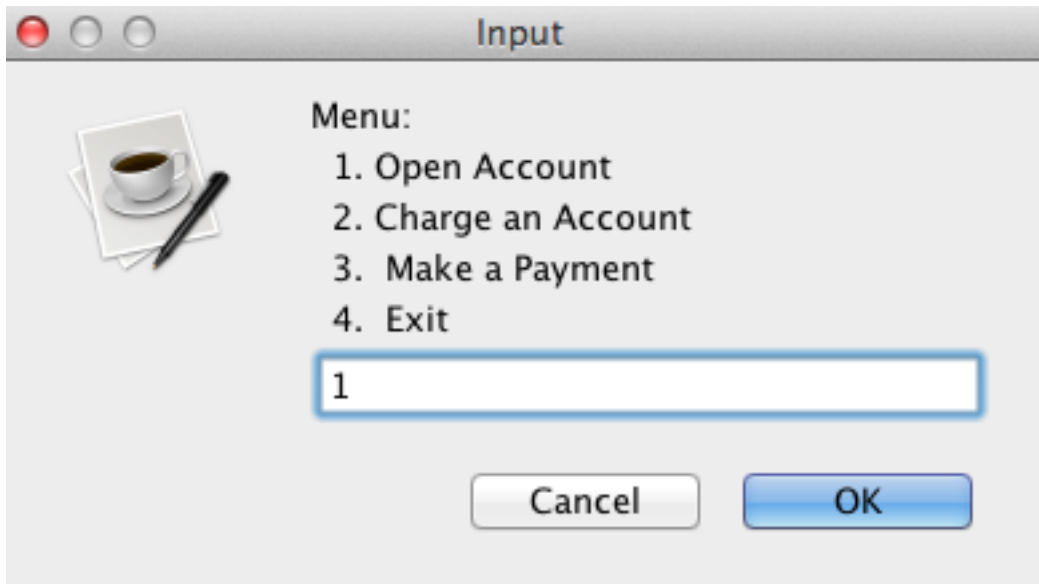 Input
Menu:
1. Open Account
2. Charge an Account
3.  Make a Payment
4.  Exit
1
Cancel OK